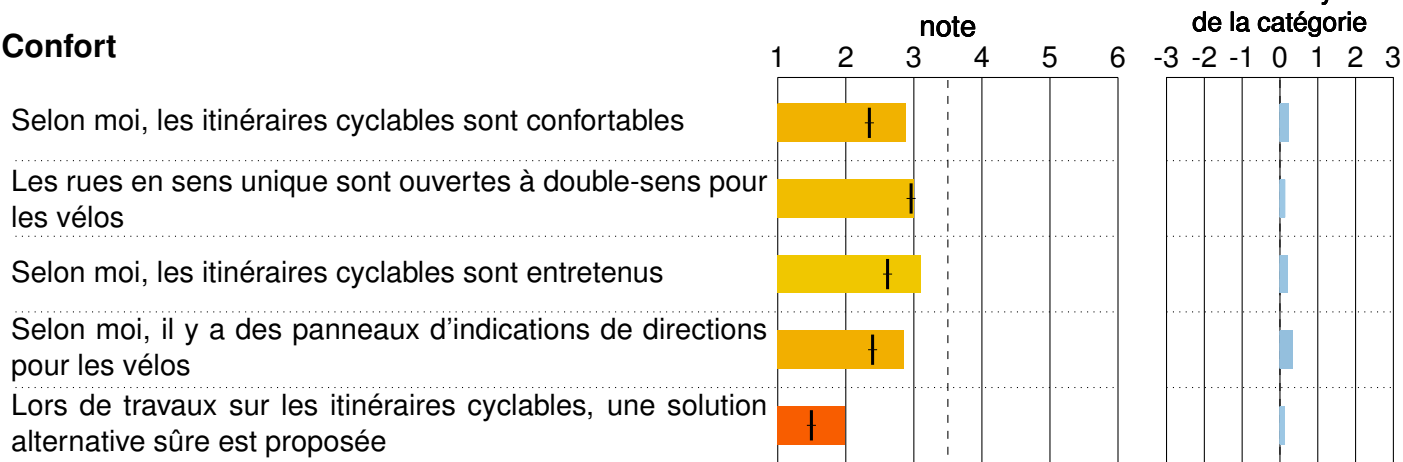 note
de la catégorie
Confort
1 2 3 4 5 6
-3 -2 -1 0 1 2 3
Selon moi, les itinéraires cyclables sont confortables
Les rues en sens unique sont ouvertes à double-sens pour
les vélos
Selon moi, les itinéraires cyclables sont entretenus
Selon moi, il y a des panneaux d'indications de directions
pour les vélos
Lors de travaux sur les itinéraires cyclables, une solution
alternative sûre est proposée